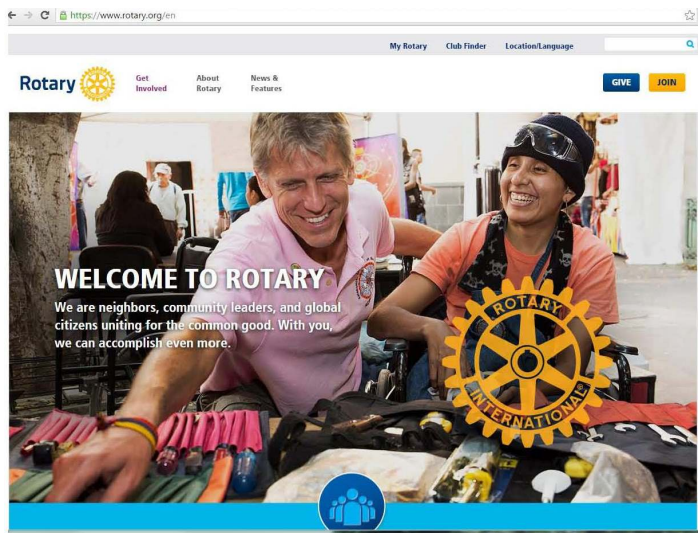 https://www.rotary.org/en
My Rotary Club Finder Location/Language
Rotary
Get
Involved
About
Rotary
News &
Features
GIVE JOIN
WELCOME TO ROTARY
We are neighbors, community leaders, and global
citizens uniting for the common good. With you,
we can accomplish even more.
ROTARY
INTERNATIONAL